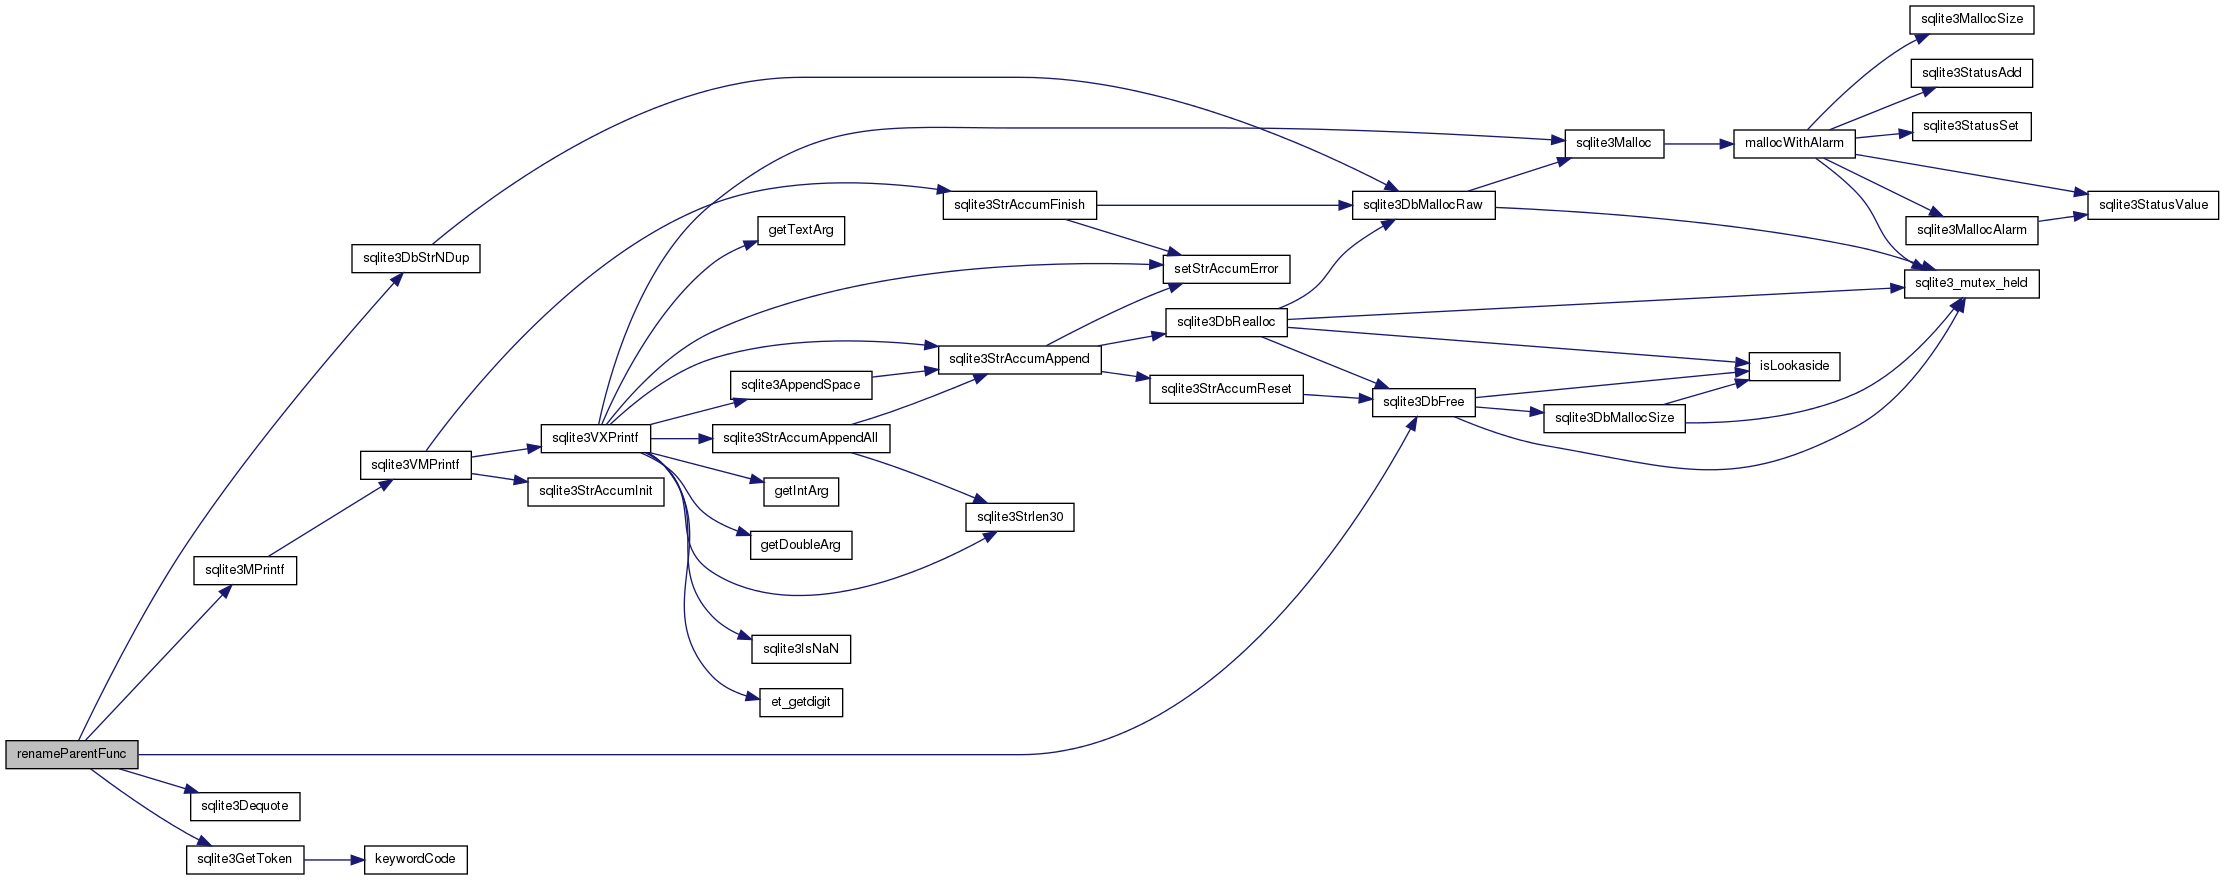 sqlite3MallocSize
sqlite3StatusAdd
sqlite3StatusSet
sqlite3Malloc
mallocWithAlarm
sqlite3StrAccumFinish
sqlite3DbMallocRaw
sqlite3StatusValue
getTextArg
sqlite3MallocAlarm
sqlite3DbStrNDup
setStrAccumError
sqlite3_mutex_held
sqlite3DbRealloc
sqlite3StrAccumAppend
isLookaside
sqlite3AppendSpace
sqlite3StrAccumReset
sqlite3DbFree
sqlite3DbMallocSize
sqlite3VXPrintf
sqlite3StrAccumAppendAll
sqlite3VMPrintf
sqlite3StrAccumInit
getIntArg
sqlite3Strlen30
getDoubleArg
sqlite3MPrintf
sqlite3IsNaN
et_getdigit
renameParentFunc
sqlite3Dequote
sqlite3GetToken
keywordCode